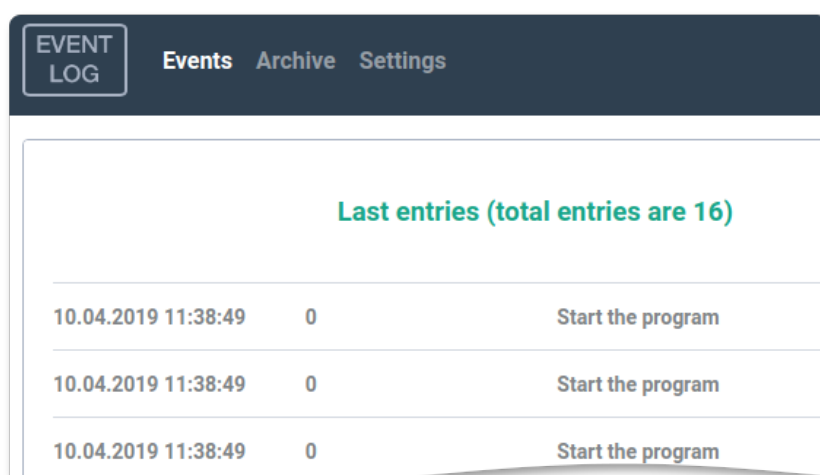 EVENT
LOG
Events Archive Settings
Last entries (total entries are 16)
10.04.2019 11:38:49 0 Start the program
10.04.2019 11:38:49 0 Start the program
10.04.2019 11:38:49 0 Start the program